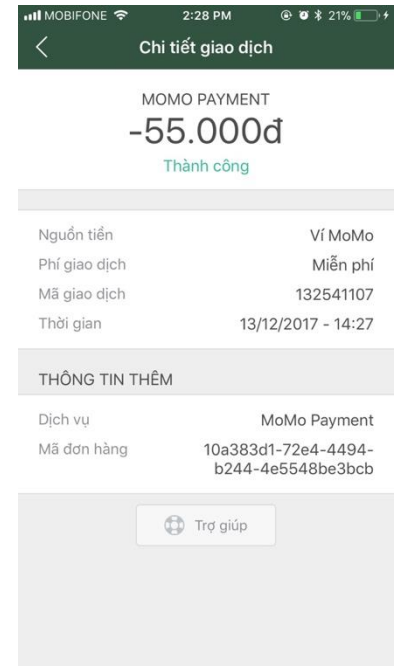 MOBIFONE 2:28 PM 21%
Chi tiết giao dịch
MOMO PAYMENT
-55.000đ
Thành công
Nguồn tiền Ví MoMo
Phí giao dịch Miễn phí
Mã giao dịch 132541107
Thời gian 13/12/2017 - 14:27
THÔNG TIN THÊM
Dịch vụ MoMo Payment
Mã đơn hàng 10a383d1-72e4-4494-
b244-4e5548be3bcb
Trợ giúp